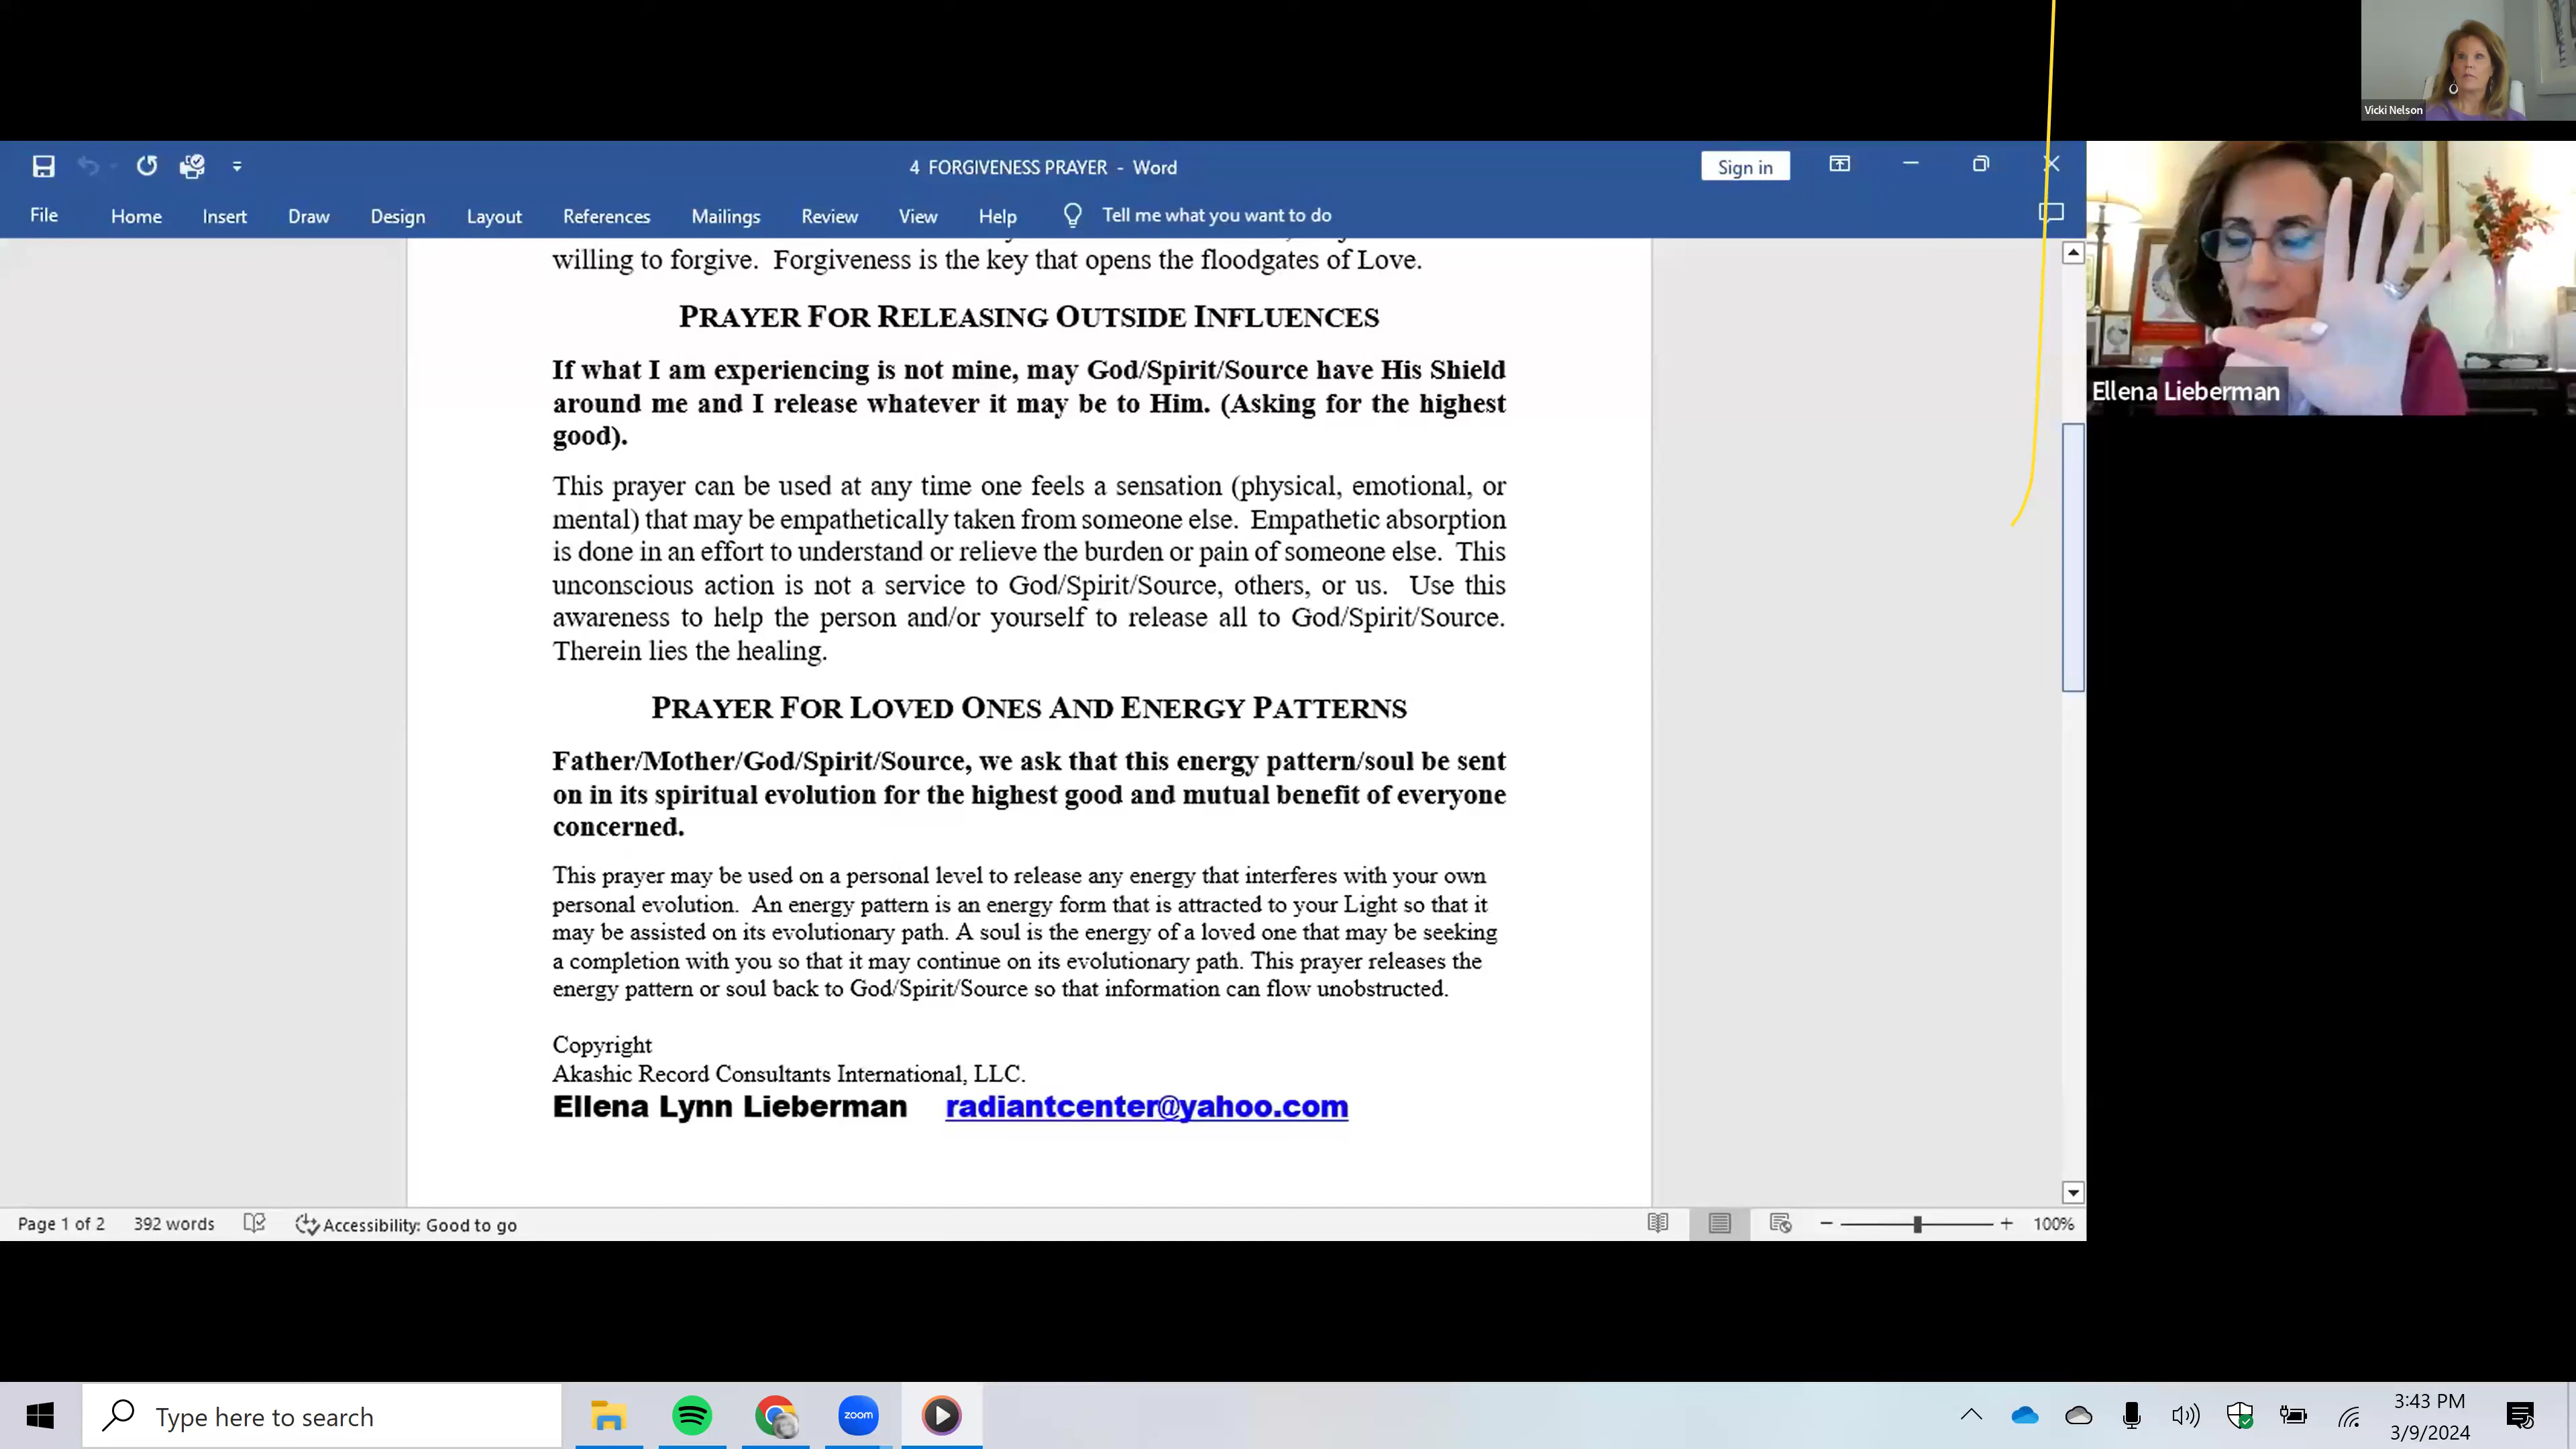 Vicki Nelson
4 FORGIVENESS PRAYER - Word
Sign in
File Home Insert Draw Design Layout References Mailings Review View Help Tell me what you want to do
willing to forgive. Forgiveness is the key that opens the floodgates of Love.
PRAYER FOR RELEASING OUTSIDE INFLUENCES
If what I am experiencing is not mine, may God/Spirit/Source have His Shield
around me and I release whatever it may be to Him. (Asking for the highest
good).
Ellena Lieberman
This prayer can be used at any time one feels a sensation (physical, emotional, or
mental) that may be empathetically taken from someone else. Empathetic absorption
is done in an effort to understand or relieve the burden or pain of someone else. This
unconscious action is not a service to God/Spirit/Source, others, or us. Use this
awareness to help the person and/or yourself to release all to God/Spirit/Source.
Therein lies the healing.
PRAYER FOR LOVED ONES AND ENERGY PATTERNS
Father/Mother/God/Spirit/Source, we ask that this energy pattern/soul be sent
on in its spiritual evolution for the highest good and mutual benefit of everyone
concerned.
This prayer may be used on a personal level to release any energy that interferes with your own
personal evolution. An energy pattern is an energy form that is attracted to your Light so that it
may be assisted on its evolutionary path. A soul is the energy of a loved one that may be seeking
a completion with you so that it may continue on its evolutionary path. This prayer releases the
energy pattern or soul back to God/Spirit/Source so that information can flow unobstructed.
Copyright
Akashic Record Consultants International, LLC.
Ellena Lynn Lieberman radiantcenter@yahoo.com
Page 1 of 2 392 words Accessibility: Good to go 100%
Type here to search
zoom
3:43 PM
3/9/2024